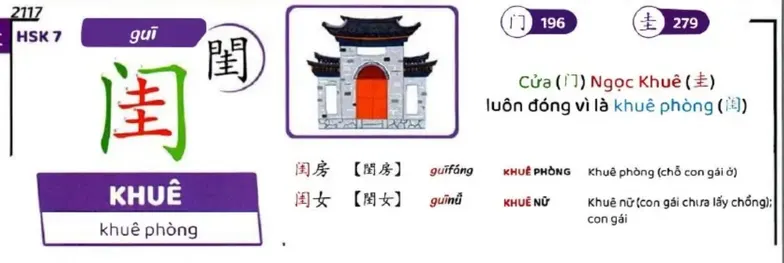 2117
HSK 7
guī
闺
閨
KHUÊ
khuê phòng
门 196
圭 279
Cửa (门) Ngọc Khuê (圭)
luôn đóng vì là khuê phòng (闺)
闺房 【閨房】 guīfáng KHUÊ PHÒNG Khuê phòng (chỗ con gái ở)
闺女 【閨女】 guīnǚ KHUÊ NỮ Khuê nữ (con gái chưa lấy chồng);
con gái